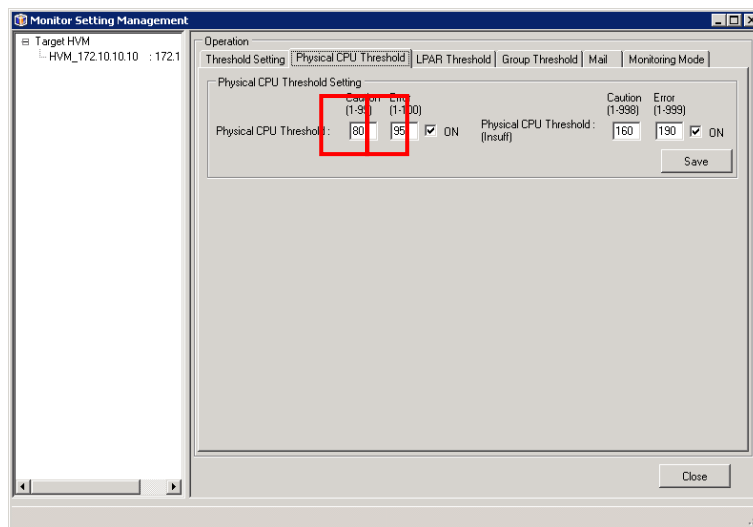 Monitor Setting Management
Target HVM
HVM_172.10.10.10 : 172.1
Operation
Threshold Setting
Physical CPU Threshold
LPAR Threshold
Group Threshold
Mail
Monitoring Mode
Physical CPU Threshold Setting
Caution Error
(1-99) (1-100)
Physical CPU Threshold : 80 95 ON
Caution Error
(1-998) (1-999)
Physical CPU Threshold :
(Insuff) 160 190 ON
Save
Close